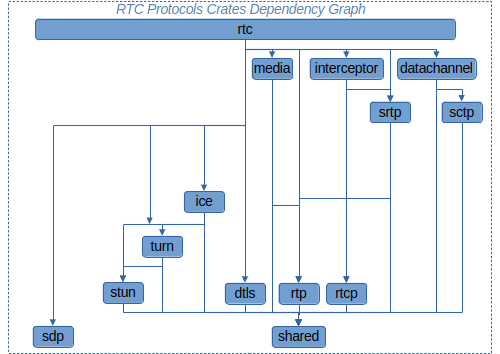 RTC Protocols Crates Dependency Graph
rtc
media
interceptor
datachannel
srtp
sctp
ice
turn
stun
dtls
rtp
rtcp
sdp
shared